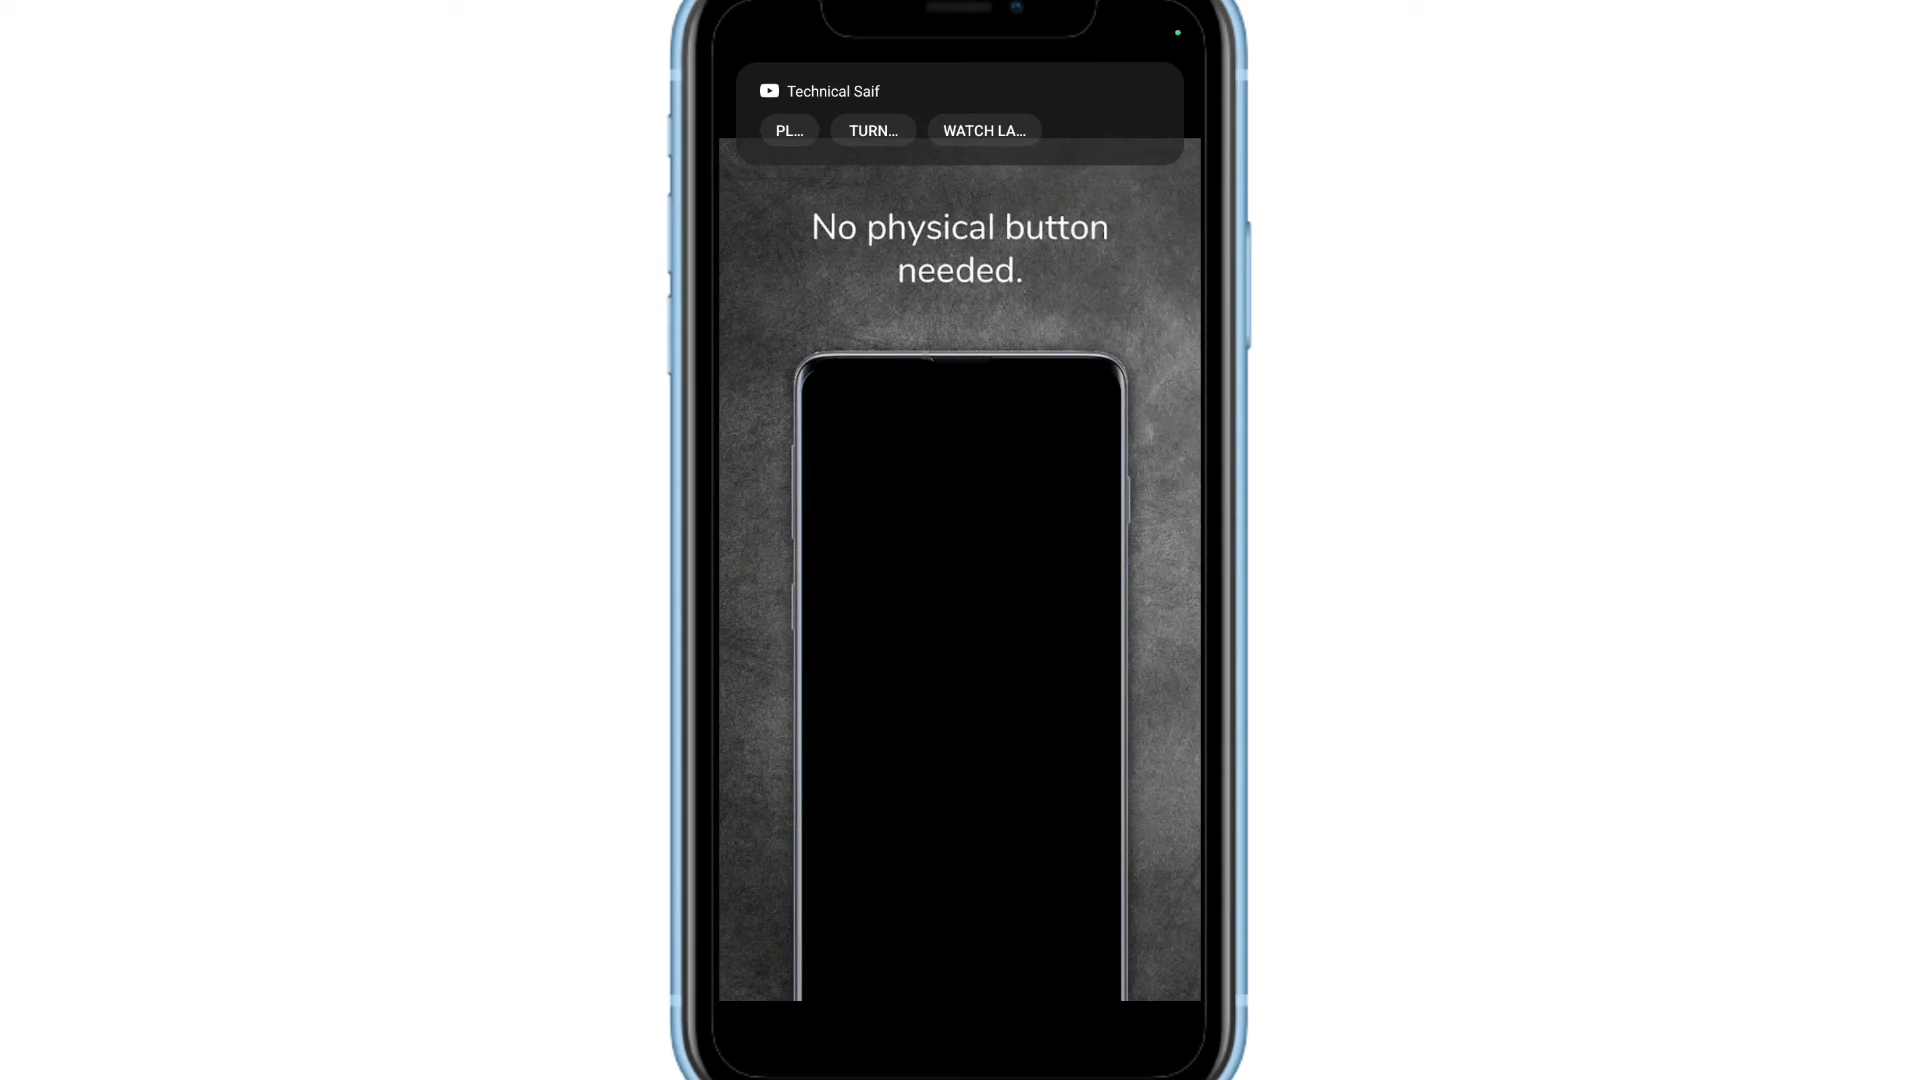 Technical Saif
PL... TURN... WATCH LA...
No physical button
needed.